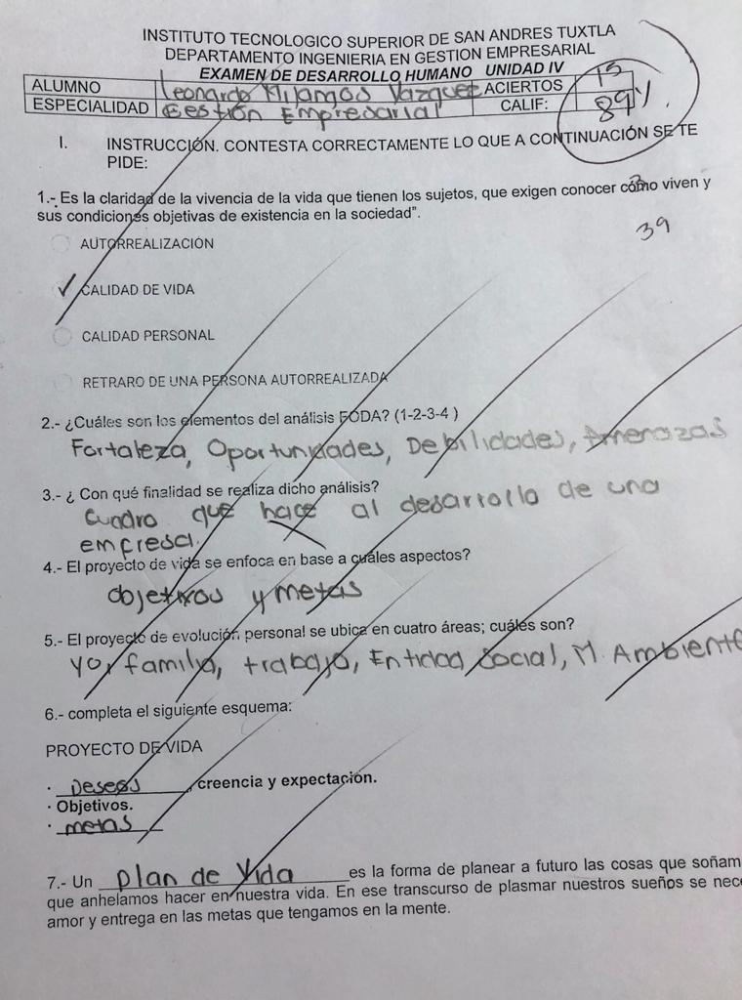 INSTITUTO TECNOLOGICO SUPERIOR DE SAN ANDRES TUXTLA
DEPARTAMENTO INGENIERIA EN GESTION EMPRESARIAL
EXAMEN DE DESARROLLO HUMANO UNIDAD IV
ALUMNO Leonardo Mijangos Vazquez ACIERTOS 15
ESPECIALIDAD Gestión Empresarial CALIF: 89%
I. INSTRUCCIÓN. CONTESTA CORRECTAMENTE LO QUE A CONTINUACIÓN SE TE
PIDE:
1.- Es la claridad de la vivencia de la vida que tienen los sujetos, que exigen conocer cómo viven y
sus condiciones objetivas de existencia en la sociedad”.
39
AUTORREALIZACION
CALIDAD DE VIDA
CALIDAD PERSONAL
RETRARO DE UNA PERSONA AUTORREALIZADA
2.- ¿Cuáles son los elementos del análisis FODA? (1-2-3-4 )
Fortaleza, Oportunidades, Debilidades, Amenazas
3.- ¿ Con qué finalidad se realiza dicho análisis?
Cuadro que hace al desarrollo de una
empresa.
4.- El proyecto de vida se enfoca en base a cuáles aspectos?
objetivos y metas
5.- El proyecto de evolución personal se ubica en cuatro áreas; cuáles son?
Yo, familia, trabajo, Entidad Social, M. Ambiente
6.- completa el siguiente esquema:
PROYECTO DE VIDA
· Deseos, creencia y expectación.
· Objetivos.
· metas
7.- Un plan de Vida es la forma de planear a futuro las cosas que soñam
que anhelamos hacer en nuestra vida. En ese transcurso de plasmar nuestros sueños se nece
amor y entrega en las metas que tengamos en la mente.